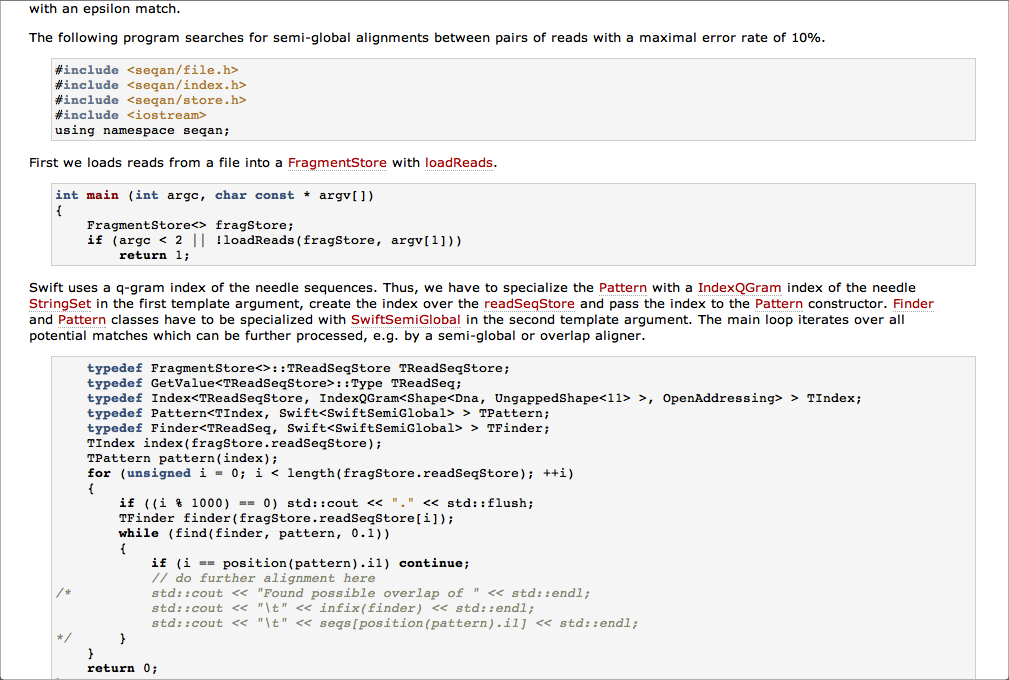 with an epsilon match.
The following program searches for semi-global alignments between pairs of reads with a maximal error rate of 10%.
#include <seqan/file.h>
#include <seqan/index.h>
#include <seqan/store.h>
#include <iostream>
using namespace seqan;
First we loads reads from a file into a FragmentStore with loadReads.
int main (int argc, char const * argv[])
{
    FragmentStore<> fragStore;
    if (argc < 2 || !loadReads(fragStore, argv[1]))
        return 1;
Swift uses a q-gram index of the needle sequences. Thus, we have to specialize the Pattern with a IndexQGram index of the needle
StringSet in the first template argument, create the index over the readSeqStore and pass the index to the Pattern constructor. Finder
and Pattern classes have to be specialized with SwiftSemiGlobal in the second template argument. The main loop iterates over all
potential matches which can be further processed, e.g. by a semi-global or overlap aligner.
    typedef FragmentStore<>::TReadSeqStore TReadSeqStore;
    typedef GetValue<TReadSeqStore>::Type TReadSeq;
    typedef Index<TReadSeqStore, IndexQGram<Shape<Dna, UngappedShape<11> >, OpenAddressing> > TIndex;
    typedef Pattern<TIndex, Swift<SwiftSemiGlobal> > TPattern;
    typedef Finder<TReadSeq, Swift<SwiftSemiGlobal> > TFinder;
    TIndex index(fragStore.readSeqStore);
    TPattern pattern(index);
    for (unsigned i = 0; i < length(fragStore.readSeqStore); ++i)
    {
        if ((i % 1000) == 0) std::cout << "." << std::flush;
        TFinder finder(fragStore.readSeqStore[i]);
        while (find(finder, pattern, 0.1))
        {
            if (i == position(pattern).i1) continue;
            // do further alignment here
/*          std::cout << "Found possible overlap of " << std::endl;
            std::cout << "\t" << infix(finder) << std::endl;
            std::cout << "\t" << seqs[position(pattern).i1] << std::endl;
*/      }
    }
    return 0;